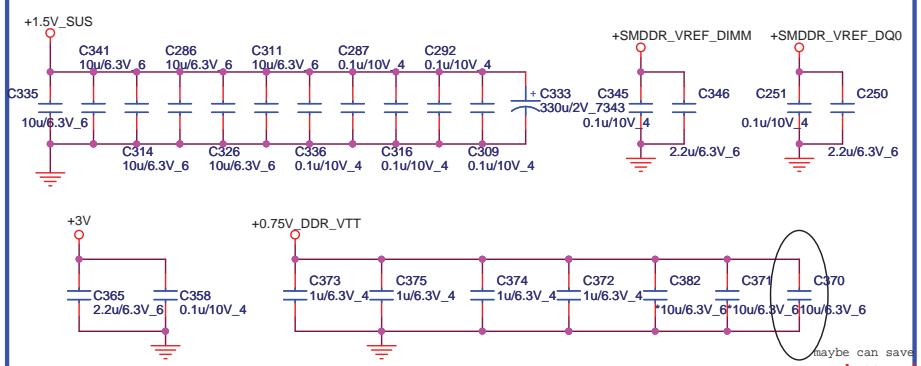 +1.5V_SUS
+SMDDR_VREF_DIMM
+SMDDR_VREF_DQ0
C341
10u/6.3V_6
C286
10u/6.3V_6
C311
10u/6.3V_6
C287
0.1u/10V_4
C292
0.1u/10V_4
C335
10u/6.3V_6
+ C333
330u/2V_7343
C345
0.1u/10V_4
C346
2.2u/6.3V_6
C251
0.1u/10V_4
C250
2.2u/6.3V_6
C314
10u/6.3V_6
C326
10u/6.3V_6
C336
0.1u/10V_4
C316
0.1u/10V_4
C309
0.1u/10V_4
+3V
+0.75V_DDR_VTT
C365
2.2u/6.3V_6
C358
0.1u/10V_4
C373
1u/6.3V_4
C375
1u/6.3V_4
C374
1u/6.3V_4
C372
1u/6.3V_4
C382
*10u/6.3V_6
C371
*10u/6.3V_6
C370
10u/6.3V_6
maybe can save